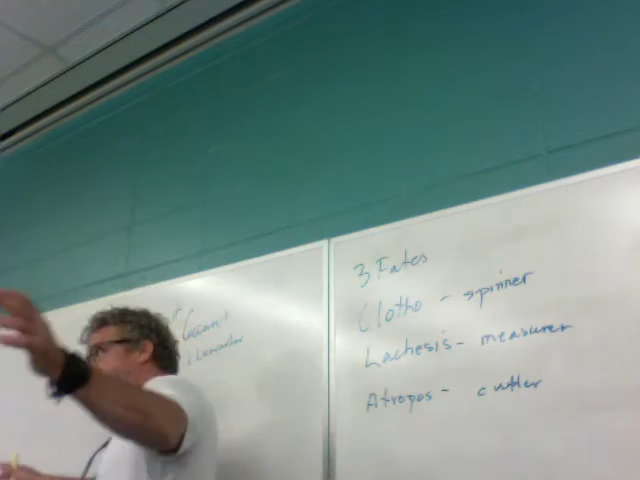 3 Fates
Clotho - spinner
Lachesis - measurer
Atropos - cutter